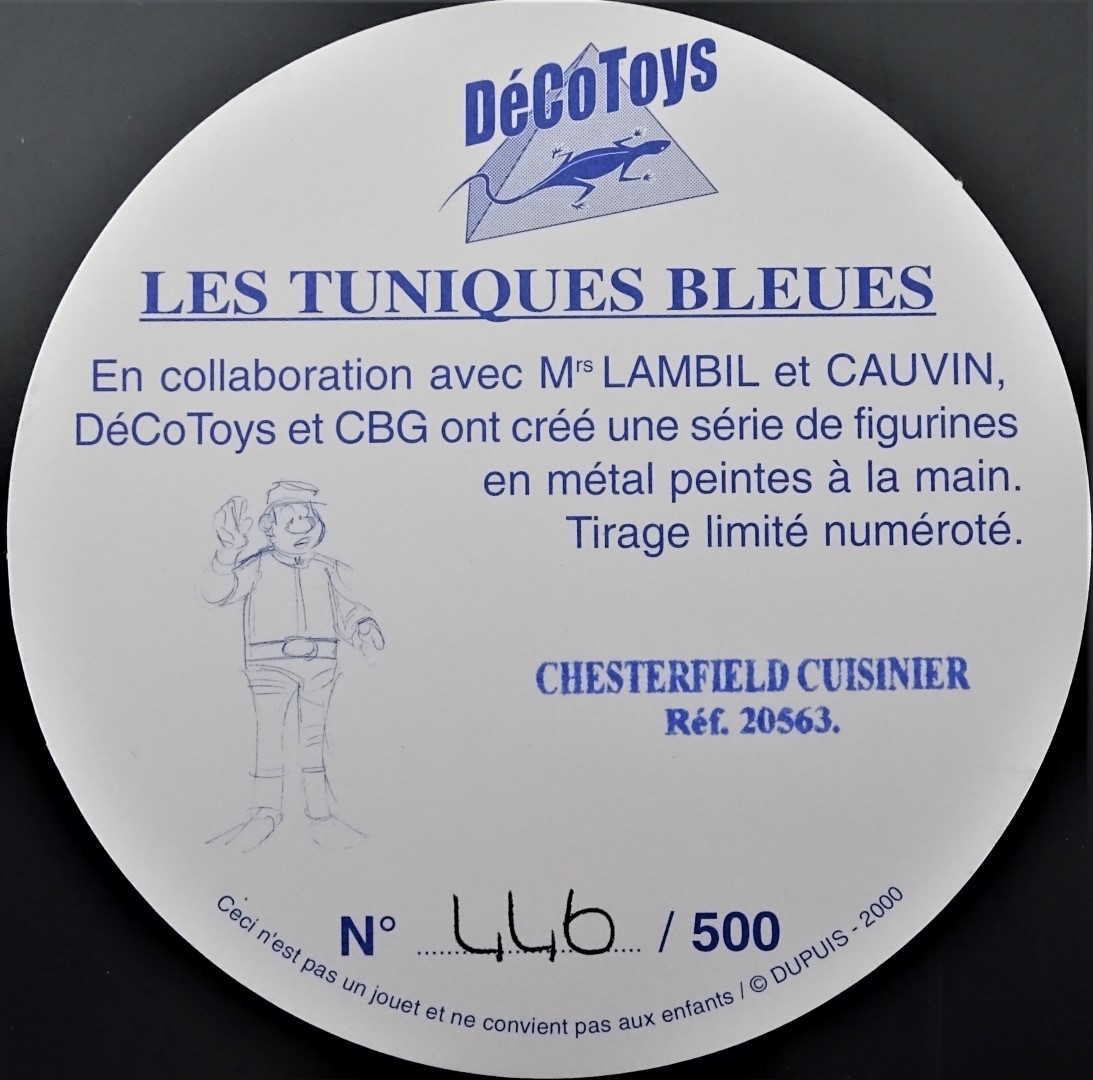 DéCoToys
LES TUNIQUES BLEUES
En collaboration avec Mrs LAMBIL et CAUVIN,
DéCoToys et CBG ont créé une série de figurines
en métal peintes à la main.
Tirage limité numéroté.
CHESTERFIELD CUISINIER
Réf. 20563.
N° 446 / 500
Ceci n'est pas un jouet et ne convient pas aux enfants / © DUPUIS - 2000